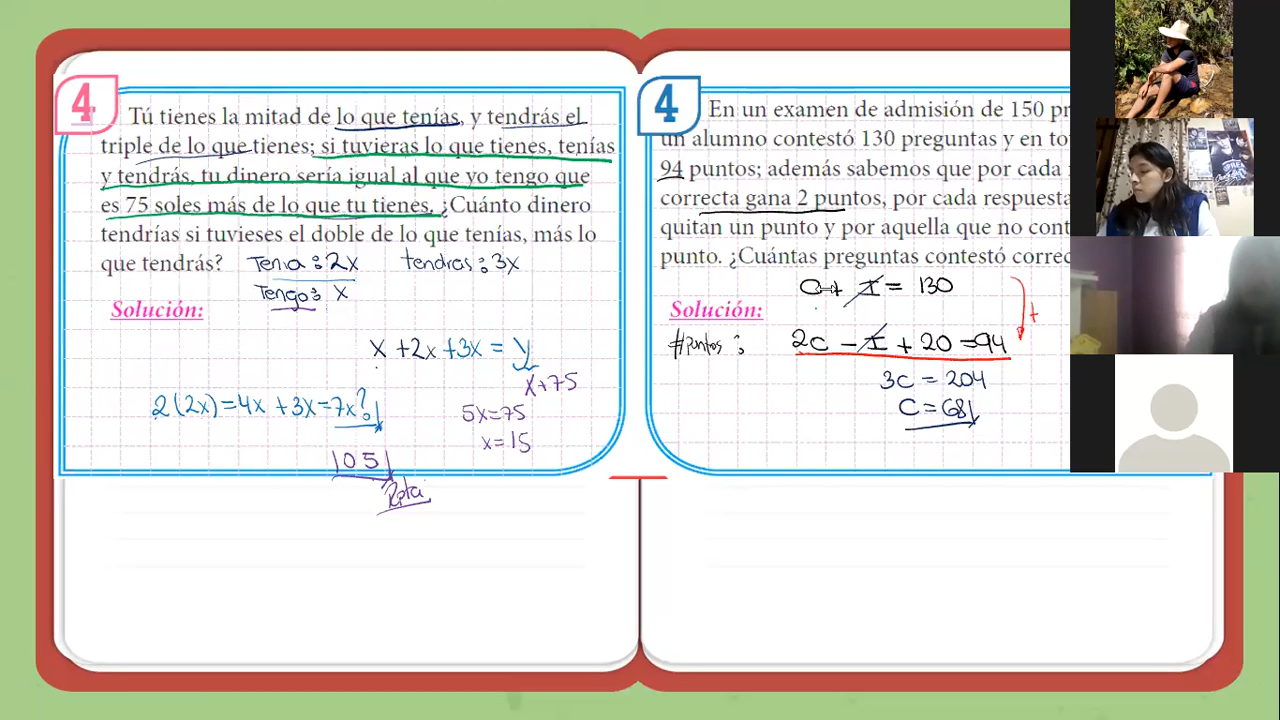 4
Tú tienes la mitad de lo que tenías, y tendrás el
triple de lo que tienes; si tuvieras lo que tienes, tenías
y tendrás, tu dinero sería igual al que yo tengo que
es 75 soles más de lo que tu tienes. ¿Cuánto dinero
tendrías si tuvieses el doble de lo que tenías, más lo
que tendrás?
Tenia : 2x
tendras : 3x
Tengo : x
Solución:
x + 2x + 3x = y
x + 75
2(2x) = 4x + 3x = 7x ?
5x = 75
x = 15
105
Rpta
4
En un examen de admisión de 150
un alumno contestó 130 preguntas y en
94 puntos; además sabemos que por cada
correcta gana 2 puntos, por cada
quitan un punto y por aquella que no
punto. ¿Cuántas preguntas contestó
C + I = 130
Solución:
+
#puntos : 2C - I + 20 = 94
3C = 204
C = 68